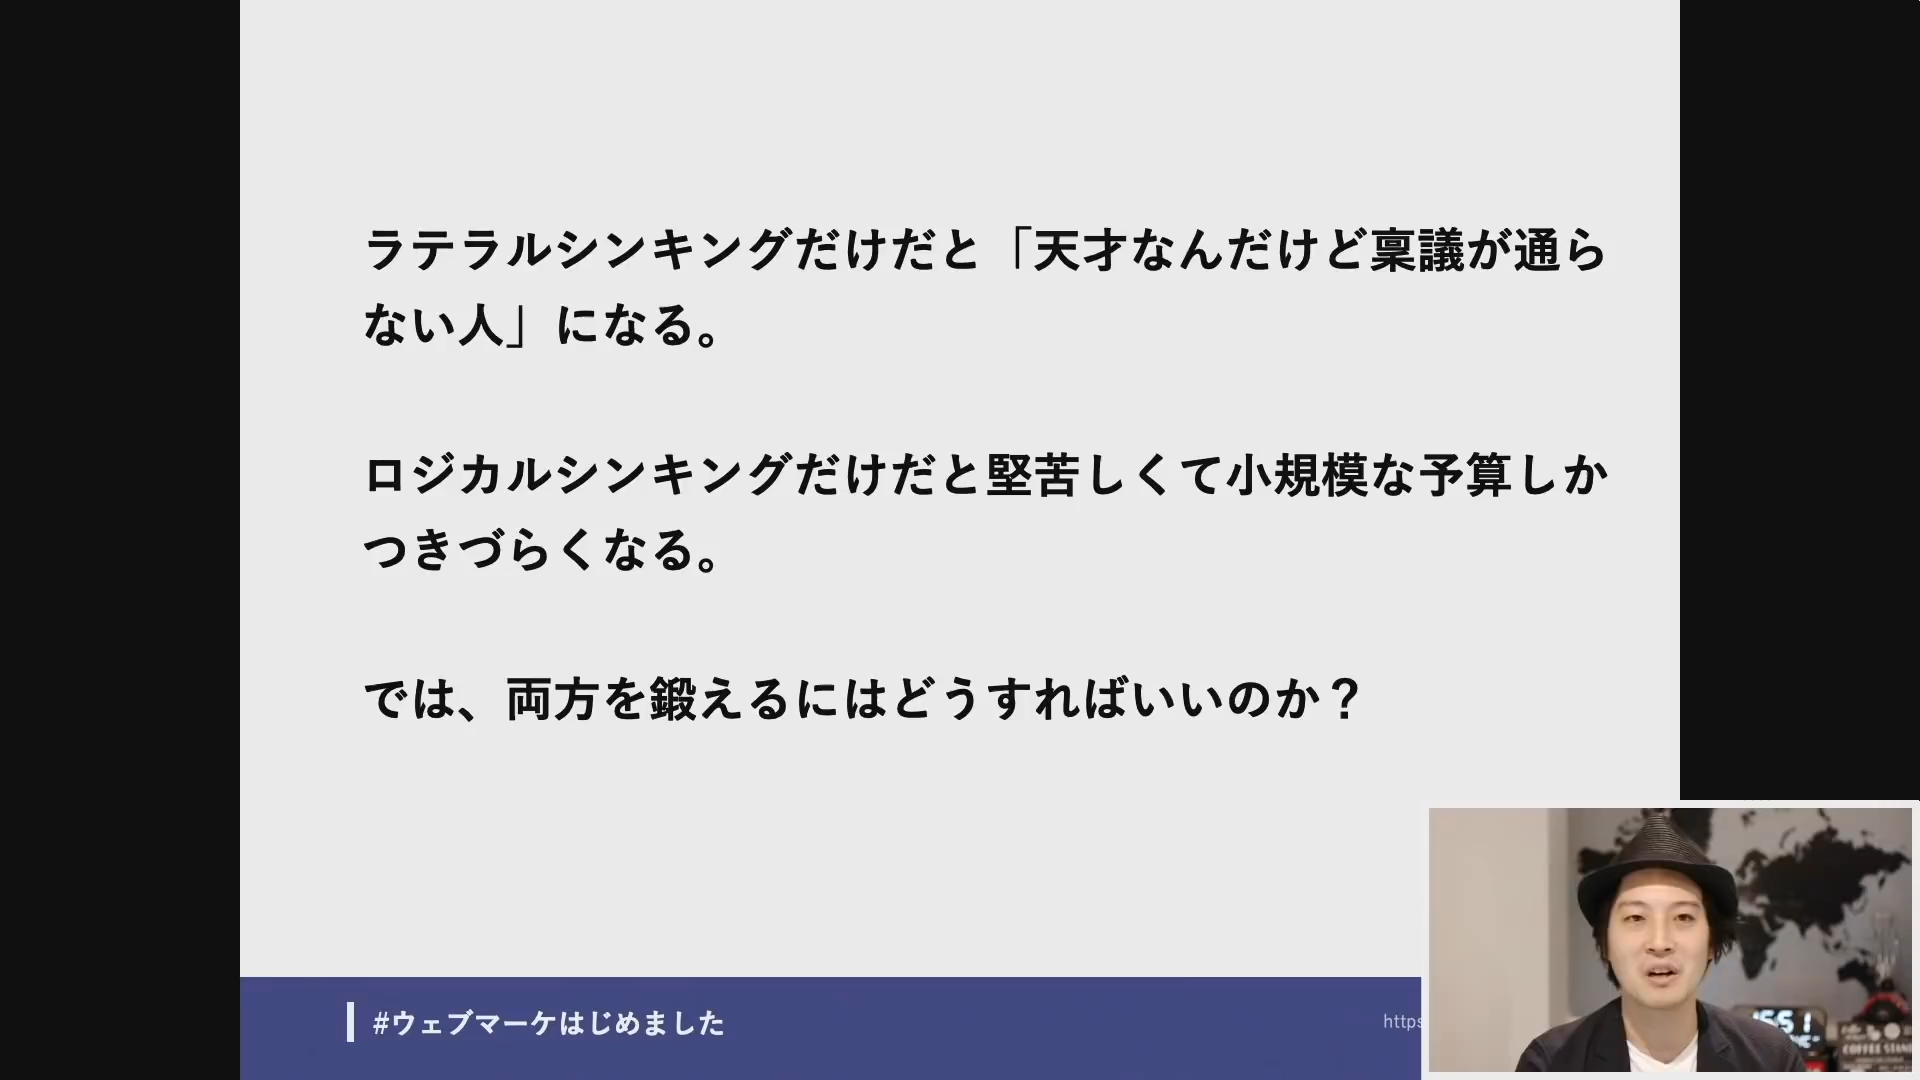 ラテラルシンキングだけだと「天才なんだけど稟議が通ら
ない人」になる。
ロジカルシンキングだけだと堅苦しくて小規模な予算しか
つきづらくなる。
では、両方を鍛えるにはどうすればいいのか？
#ウェブマーケはじめました
https
COFFEE STAND